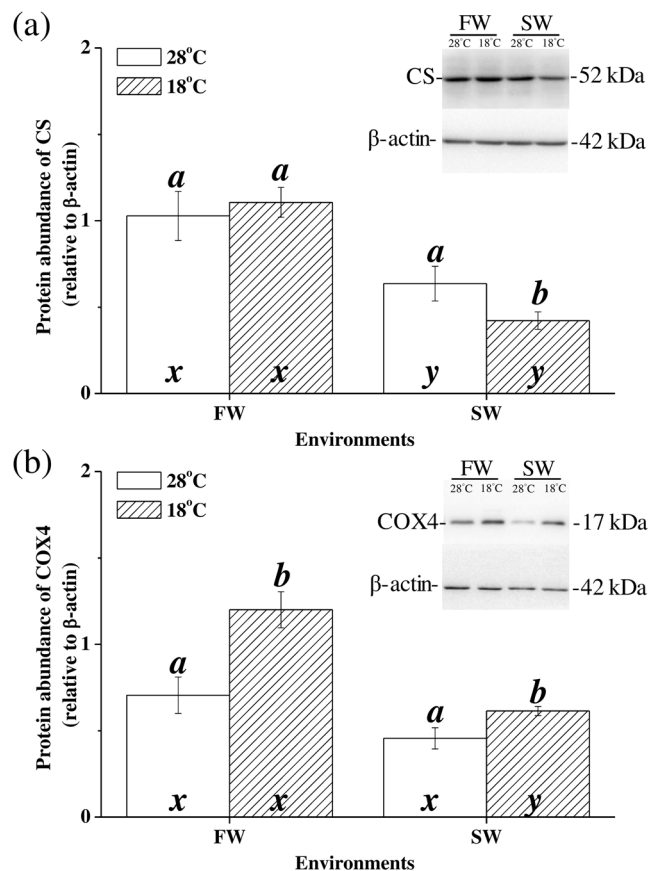 (a)
2
1
0
Protein abundance of CS
(relative to β-actin)
28°C
18°C
FW SW
28°C 18°C 28°C 18°C
CS- -52 kDa
β-actin- -42 kDa
a a a b
x x y y
FW SW
Environments
(b)
2
1
0
Protein abundance of COX4
(relative to β-actin)
28°C
18°C
FW SW
28°C 18°C 28°C 18°C
COX4- -17 kDa
β-actin- -42 kDa
a b a b
x x x y
FW SW
Environments